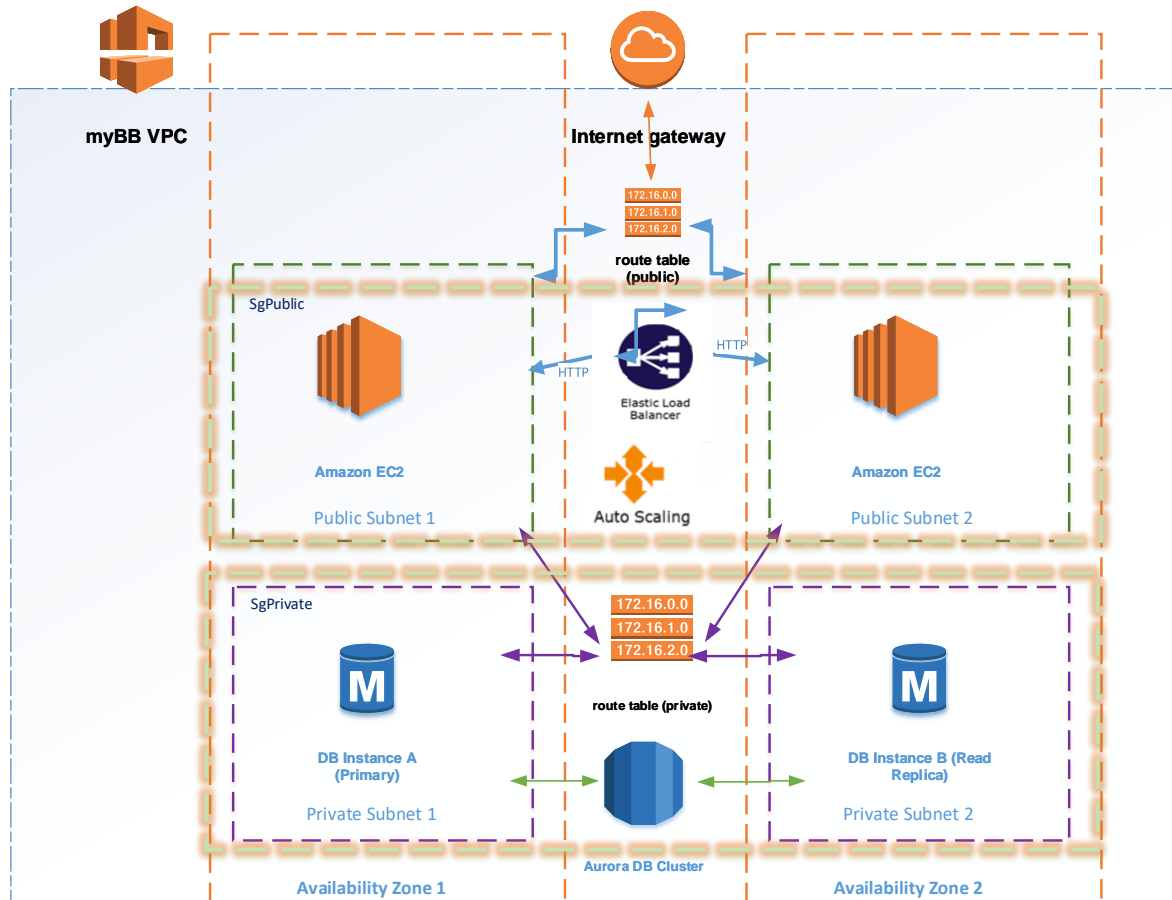 myBB VPC
Internet gateway
172.16.0.0
172.16.1.0
172.16.2.0
route table
(public)
SgPublic
HTTP
HTTP
Elastic Load
Balancer
Amazon EC2
Amazon EC2
Auto Scaling
Public Subnet 1
Public Subnet 2
SgPrivate
172.16.0.0
172.16.1.0
172.16.2.0
M
M
route table (private)
DB Instance A
(Primary)
DB Instance B (Read
Replica)
Private Subnet 1
Private Subnet 2
Aurora DB Cluster
Availability Zone 1
Availability Zone 2